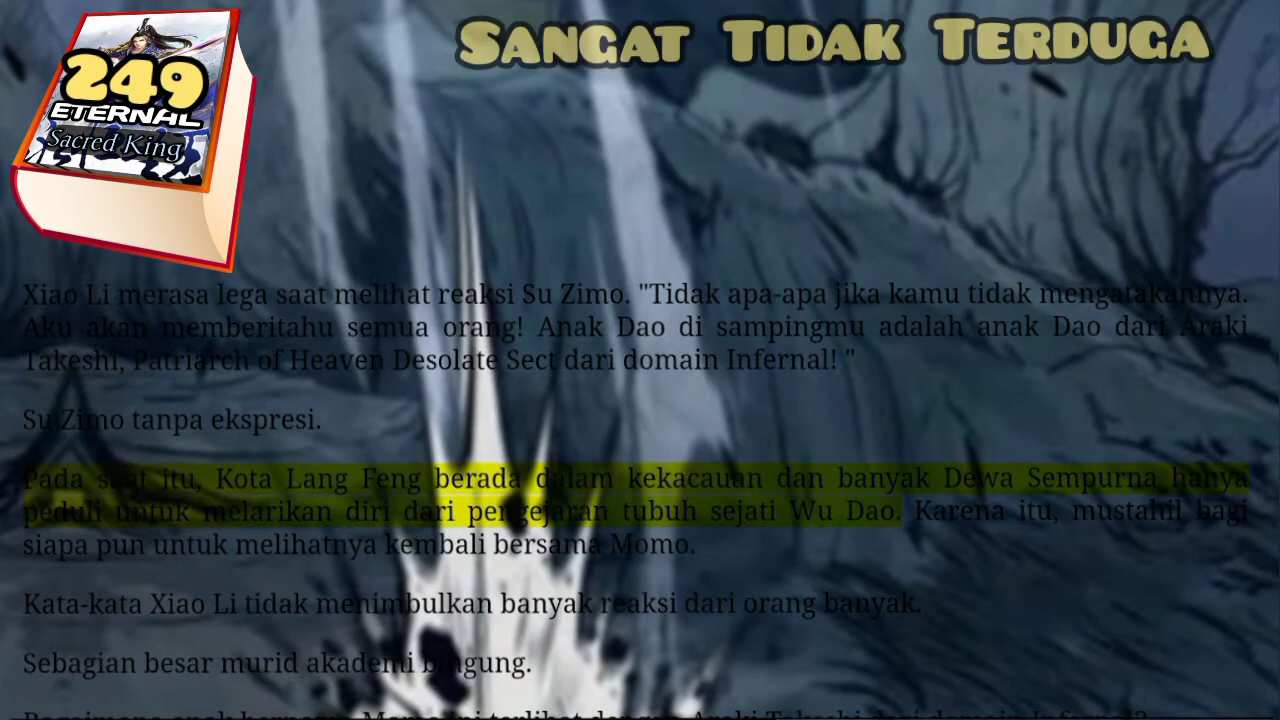 SANGAT TIDAK TERDUGA
249
ETERNAL
Sacred King
Xiao Li merasa lega saat melihat reaksi Su Zimo. "Tidak apa-apa jika kamu tidak mengatakannya.
Aku akan memberitahu semua orang! Anak Dao di sampingmu adalah anak Dao dari Araki
Takeshi, Patriarch of Heaven Desolate Sect dari domain Infernal! "
Su Zimo tanpa ekspresi.
Pada saat itu, Kota Lang Feng berada dalam kekacauan dan banyak Dewa Sempurna hanya
peduli untuk melarikan diri dari pengejaran tubuh sejati Wu Dao. Karena itu, mustahil bagi
siapa pun untuk melihatnya kembali bersama Momo.
Kata-kata Xiao Li tidak menimbulkan banyak reaksi dari orang banyak.
Sebagian besar murid akademi bingung.